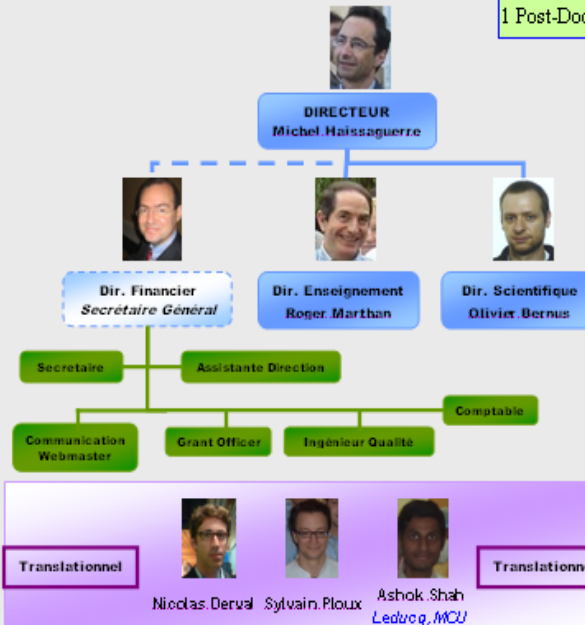 1 Post-Doc
DIRECTEUR
Michel.Haissaguerre
Dir. Financier
Secrétaire Général
Dir. Enseignement
Roger.Marthan
Dir. Scientifique
Olivier.Bernus
Secretaire
Assistante Direction
Comptable
Communication
Webmaster
Grant Officer
Ingénieur Qualité
Translationnel
Nicolas.Derval
Sylvain.Ploux
Ashok.Shah
Leducq, MCU
Translationne